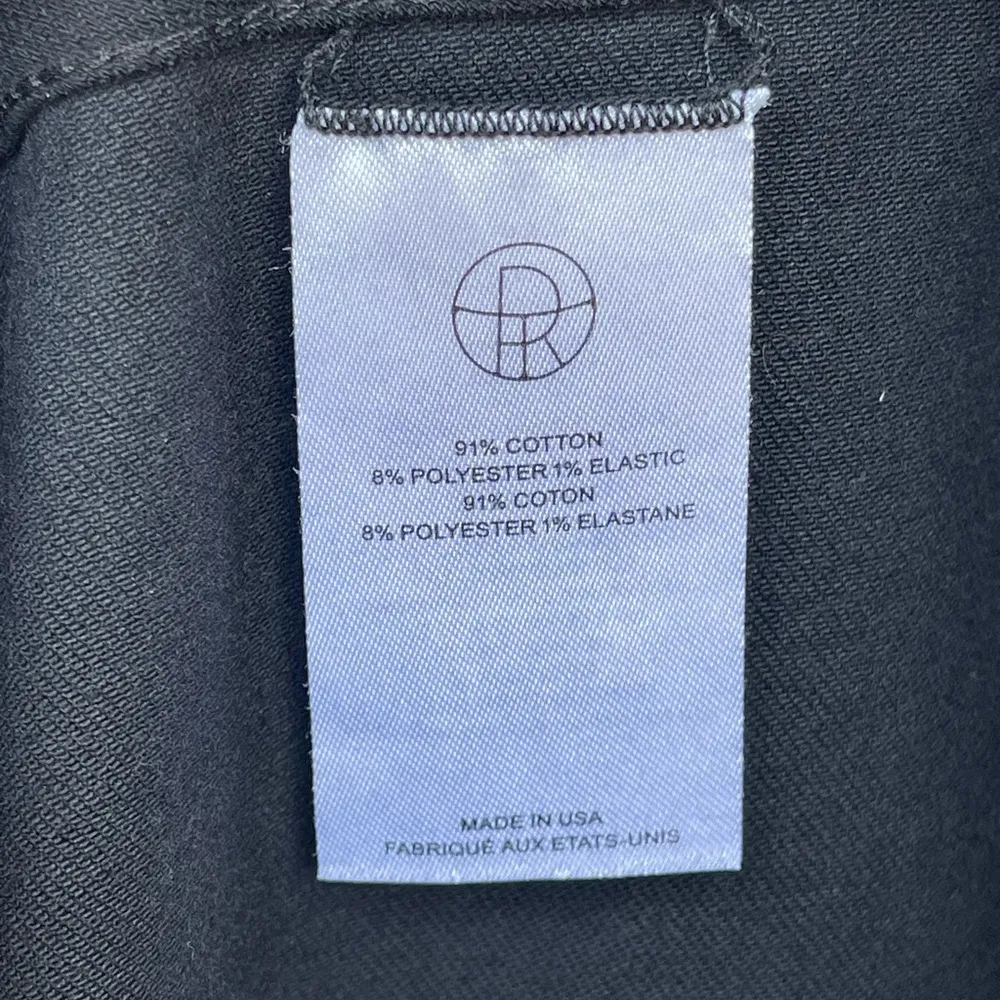 91% COTTON
8% POLYESTER 1% ELASTIC
91% COTON
8% POLYESTER 1% ELASTANE
MADE IN USA
FABRIQUÉ AUX ETATS-UNIS